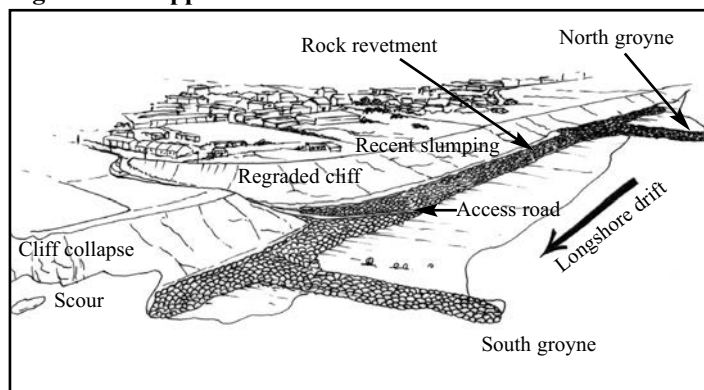 Rock revetment
North groyne
Recent slumping
Regraded cliff
Access road
Longshore drift
Cliff collapse
Scour
South groyne